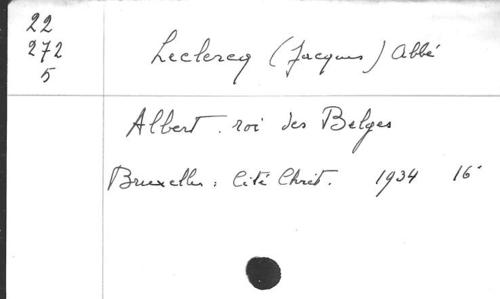 22
272
5
Leclercq (Jacques) Abbé
Albert. roi des Belges
Bruxelles: Cité Chrét. 1934 16°